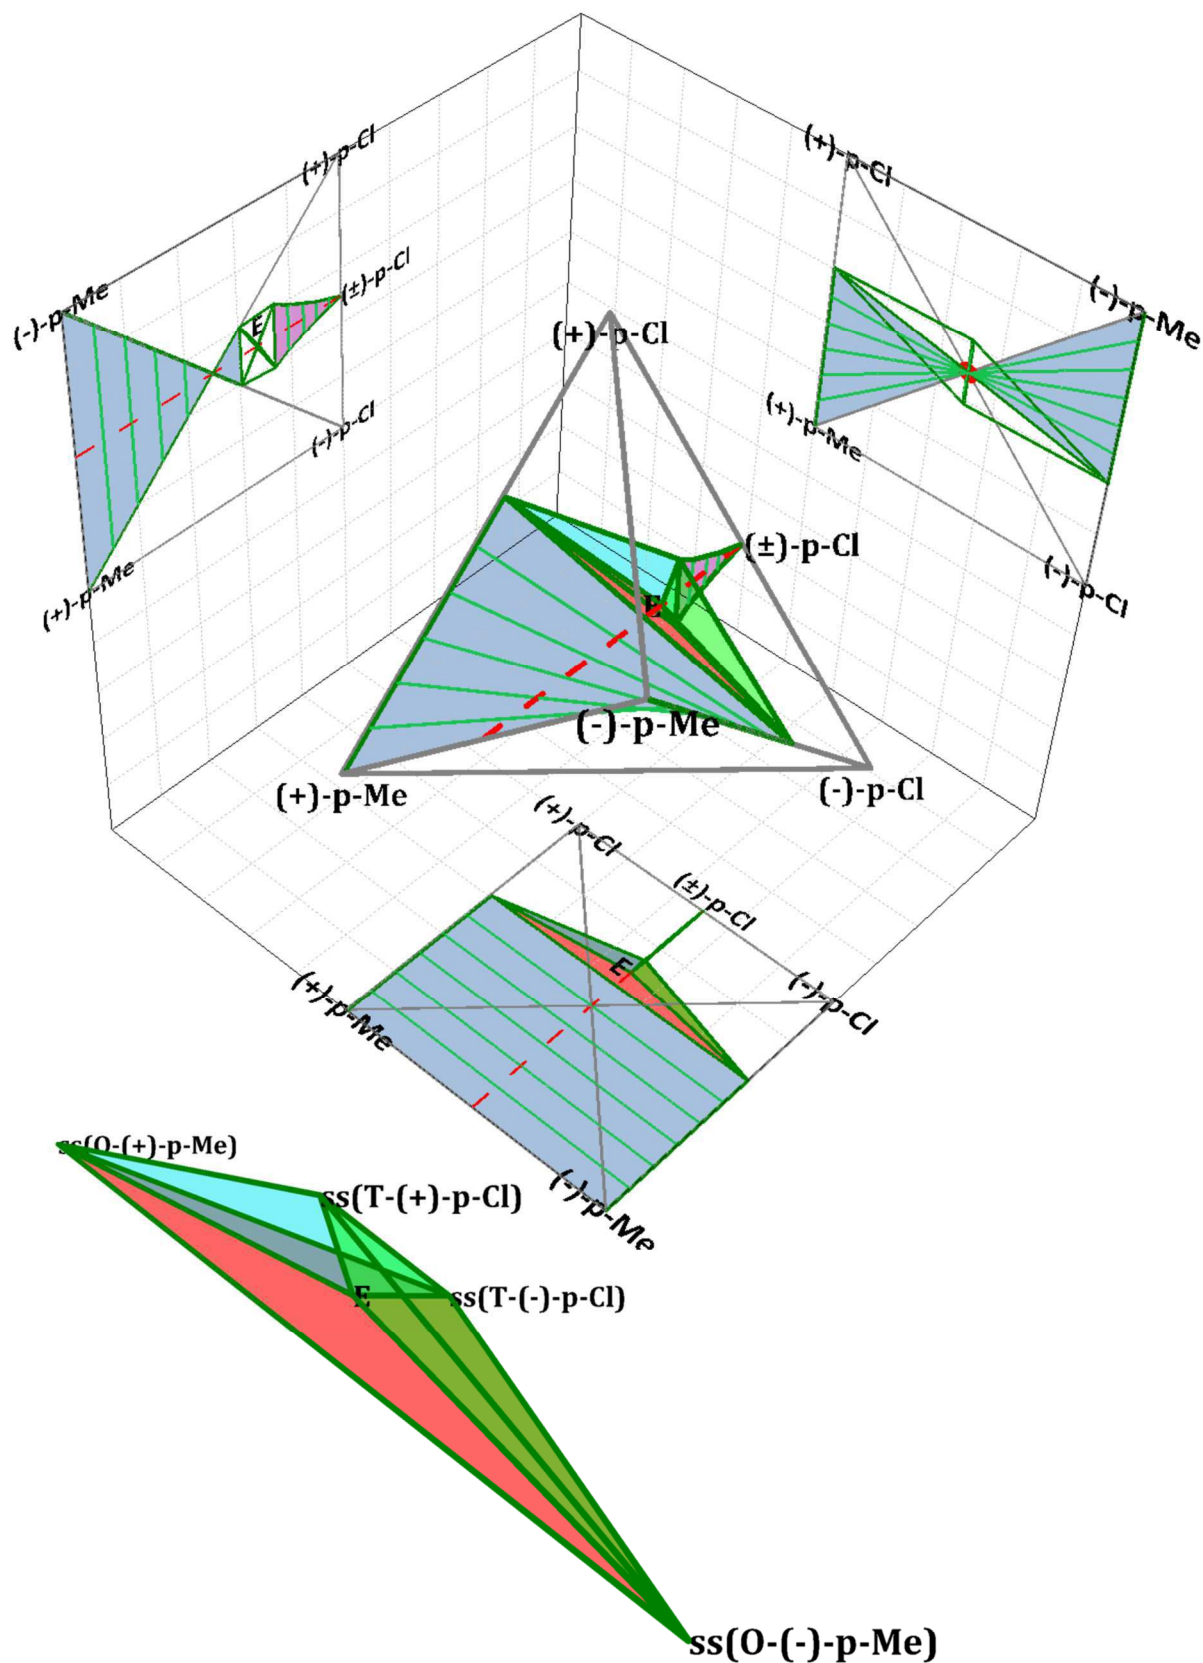 (+)-p-Cl
(+)-p-Cl
(±)-p-Cl
(-)-p-Me
(-)-p-Me
E
(+)-p-Cl
(+)-p-Me
(-)-p-Cl
(±)-p-Cl
(-)-p-Cl
(+)-p-Me
E
(-)-p-Me
(+)-p-Me
(-)-p-Cl
(+)-p-Cl
(±)-p-Cl
E
(+)-p-Me
(-)-p-Cl
(-)-p-Me
ss(O-(+)-p-Me)
ss(T-(+)-p-Cl)
E
ss(T-(-)-p-Cl)
ss(O-(-)-p-Me)